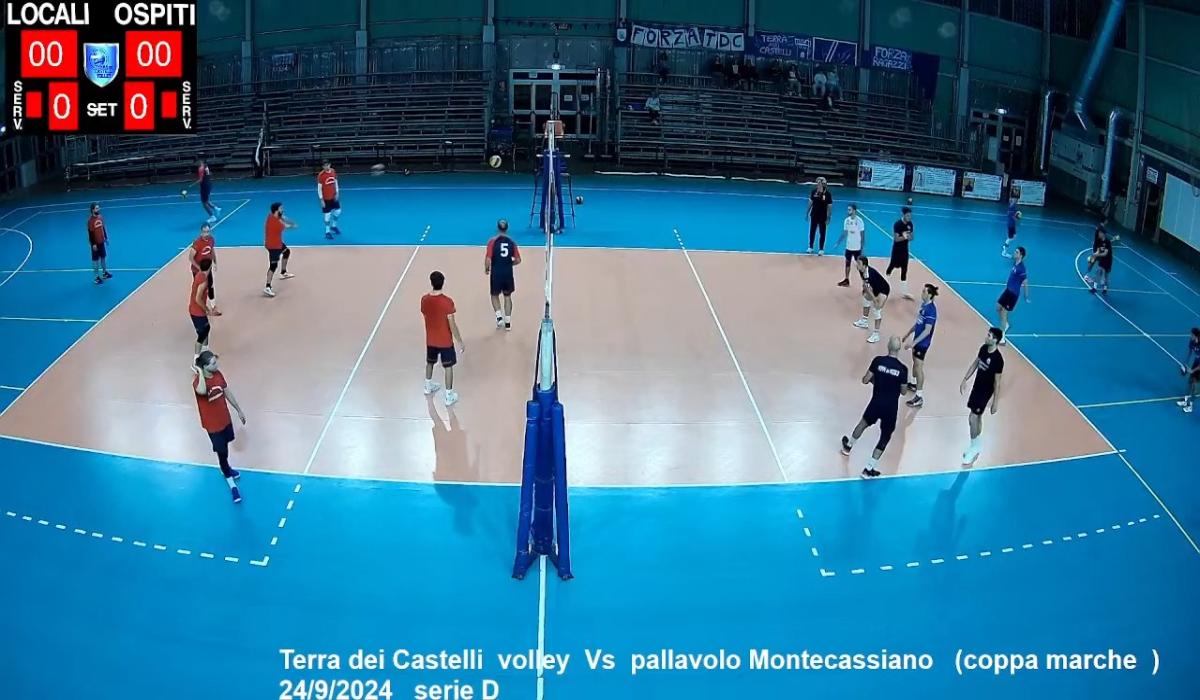 LOCALI OSPITI
00 00
SERV. 0 SET 0 SERV.
FORZA TDC
TERRA
CASTELLI
FORZA
RAGAZZI
5
Terra dei Castelli volley Vs pallavolo Montecassiano (coppa marche )
24/9/2024 serie D